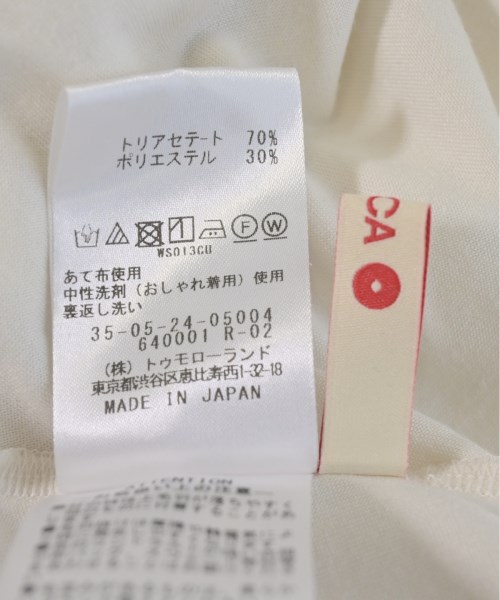 トリアセテート 70%
ポリエステル 30%
F W
WS013CU
あて布使用
中性洗剤（おしゃれ着用）使用
裏返し洗い
35-05-24-05004
640001 R-02
（株）トゥモローランド
東京都渋谷区恵比寿西1-32-18
MADE IN JAPAN
CA
ATTENTION